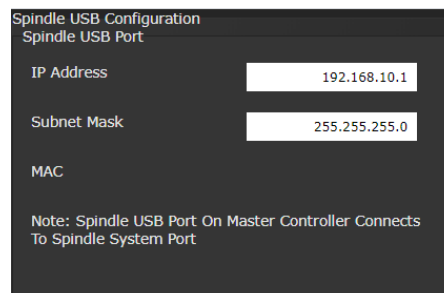 Spindle USB Configuration
Spindle USB Port
IP Address
192.168.10.1
Subnet Mask
255.255.255.0
MAC
Note: Spindle USB Port On Master Controller Connects
To Spindle System Port